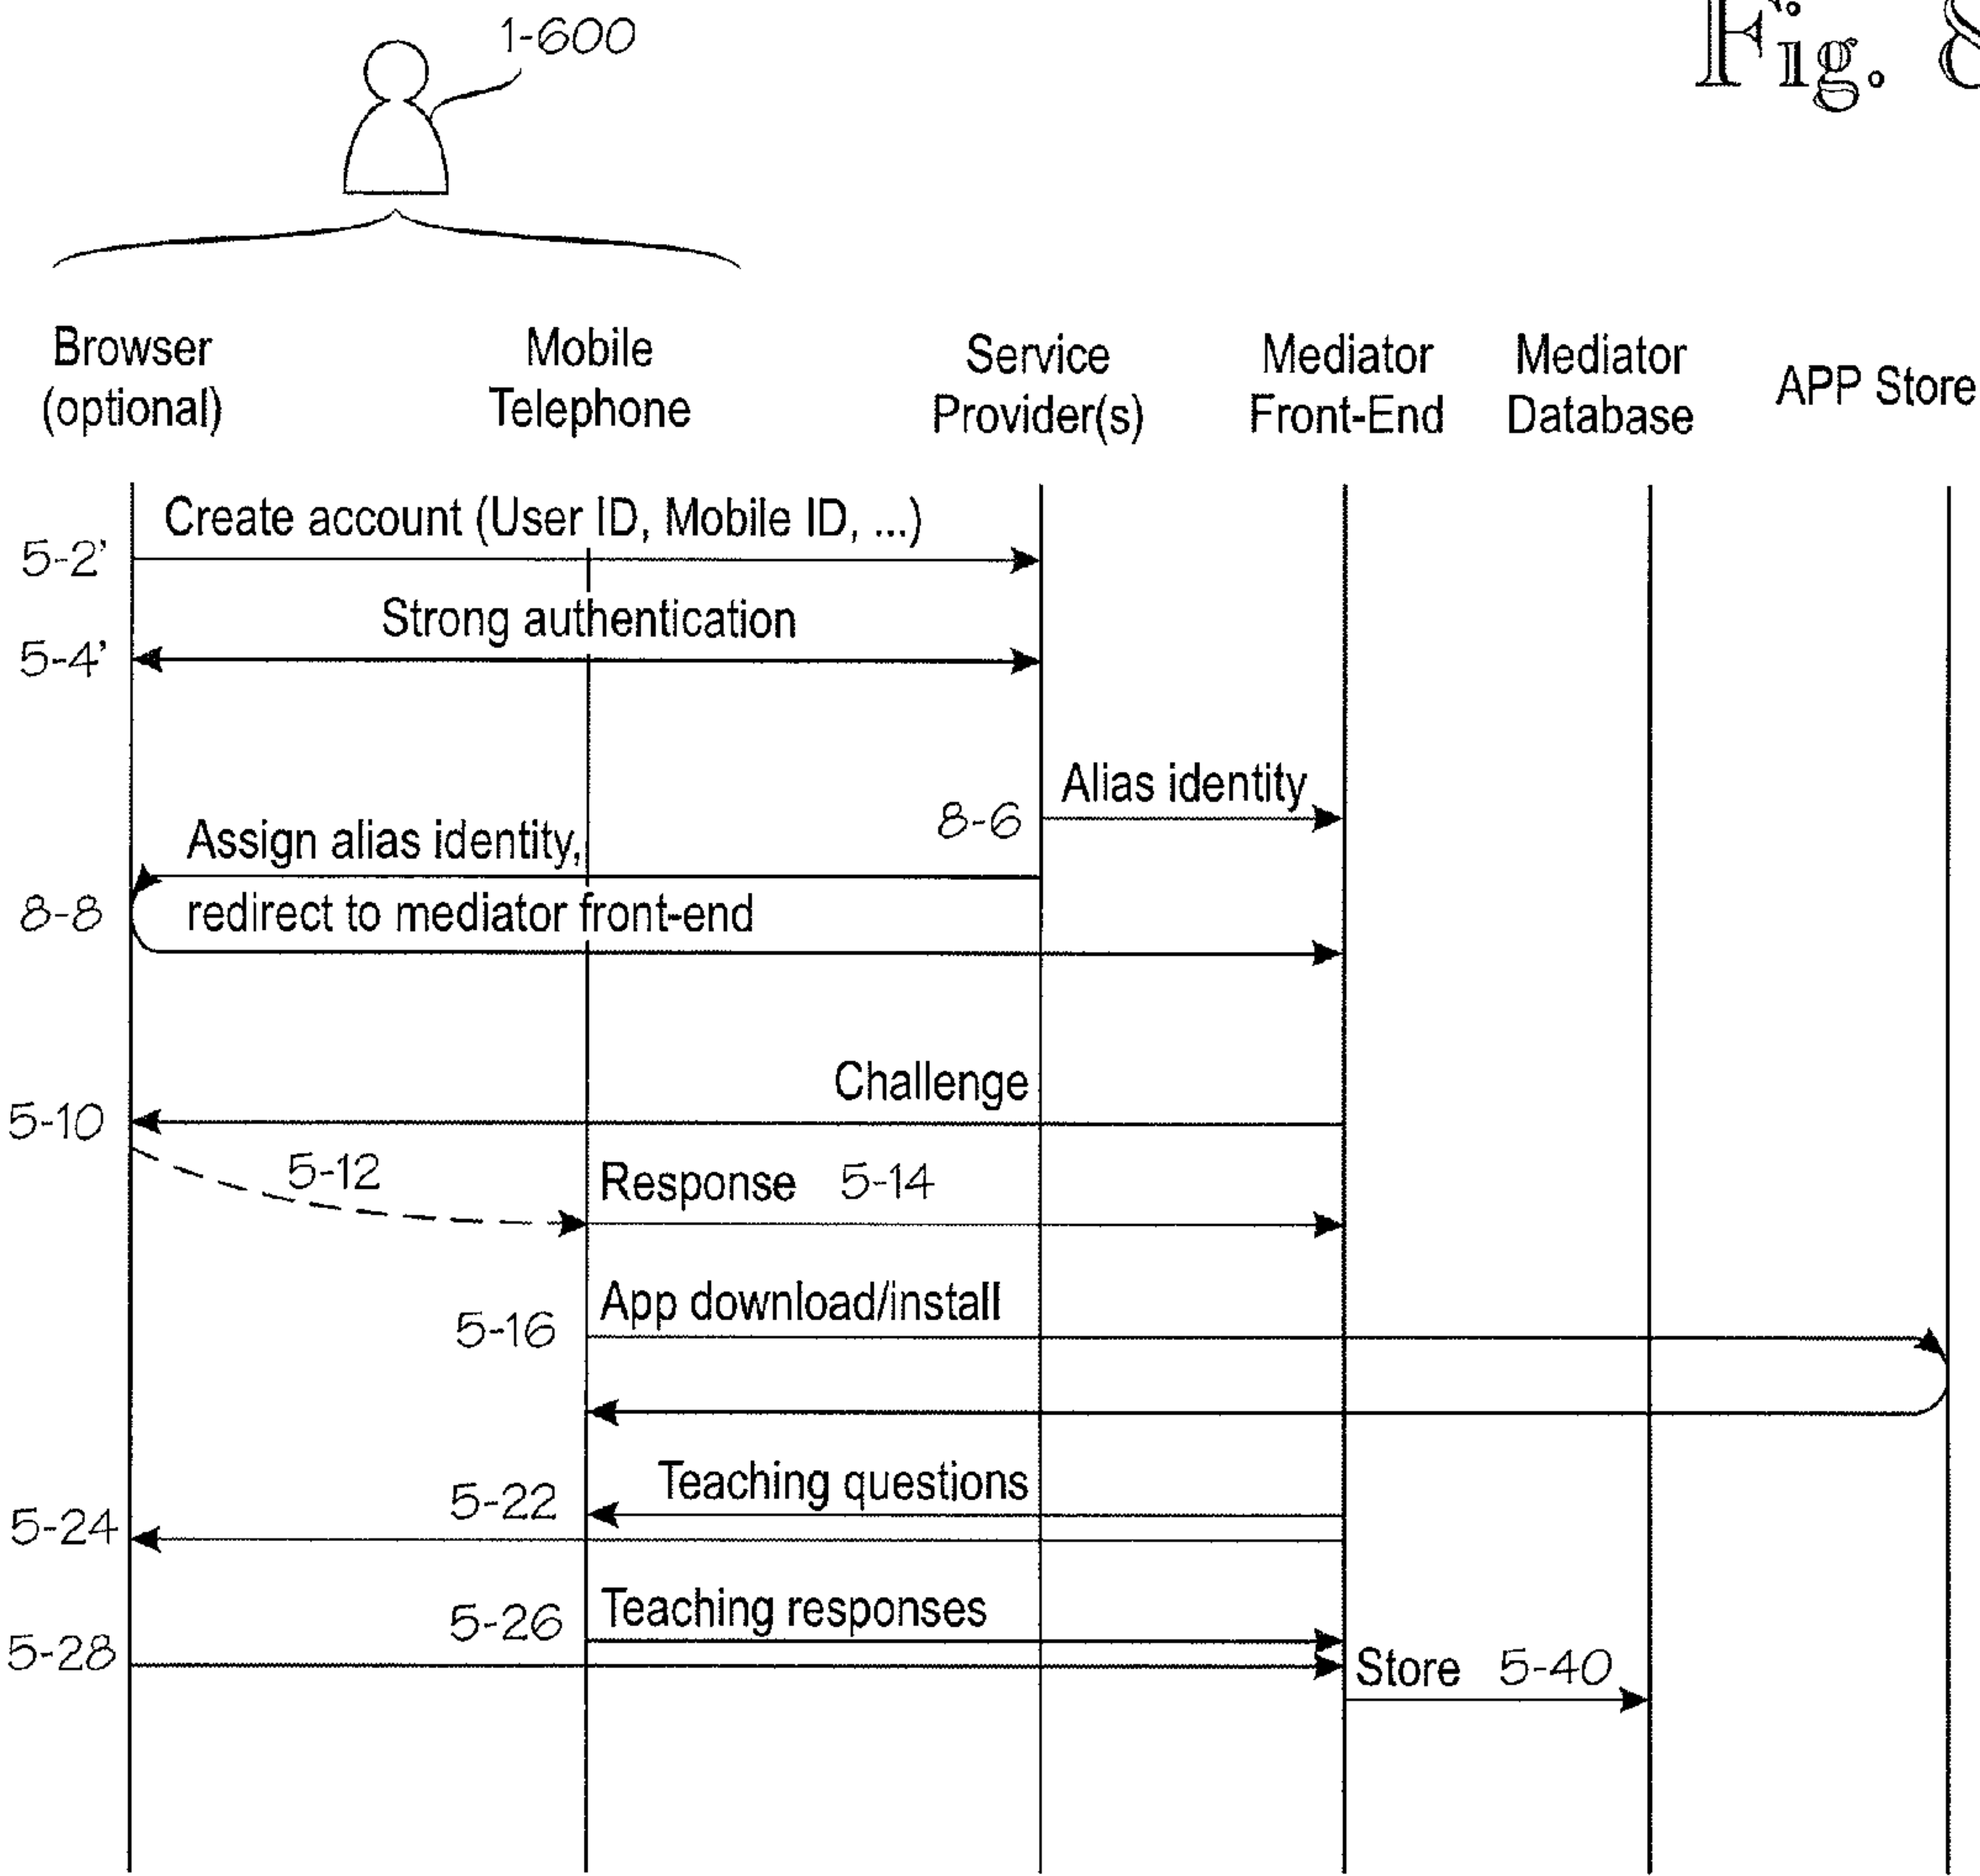 1-600
Fig. 8
Browser
(optional)
Mobile
Telephone
Service
Provider(s)
Mediator
Front-End
Mediator
Database
APP Store
Create account (User ID, Mobile ID, ...)
5-2'
Strong authentication
5-4'
Alias identity
8-6
Assign alias identity,
8-8
redirect to mediator front-end
Challenge
5-10
5-12
Response 5-14
App download/install
5-16
Teaching questions
5-22
5-24
Teaching responses
5-26
5-28
Store 5-40